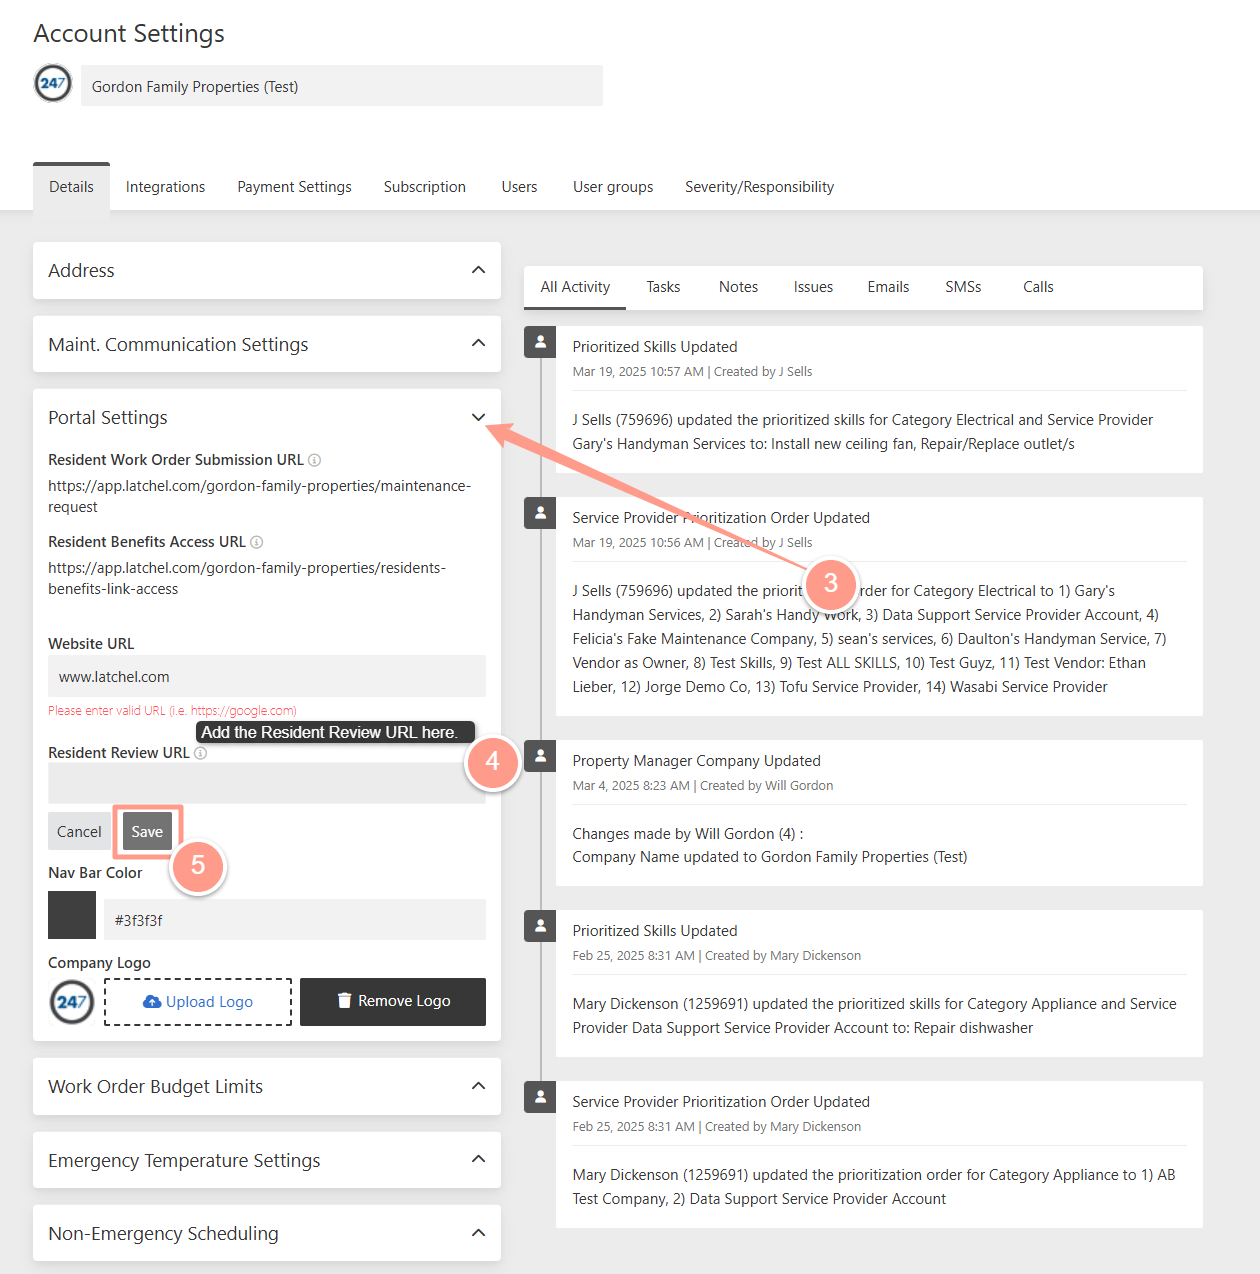 Account Settings
247
Gordon Family Properties (Test)
Details
Integrations
Payment Settings
Subscription
Users
User groups
Severity/Responsibility
Address
Maint. Communication Settings
Portal Settings
Resident Work Order Submission URL
https://app.latchel.com/gordon-family-properties/maintenance-
request
Resident Benefits Access URL
https://app.latchel.com/gordon-family-properties/residents-
benefits-link-access
Website URL
www.latchel.com
Please enter valid URL (i.e. https://google.com)
Add the Resident Review URL here.
Resident Review URL
4
Cancel
Save
5
Nav Bar Color
#3f3f3f
Company Logo
247
Upload Logo
Remove Logo
Work Order Budget Limits
Emergency Temperature Settings
Non-Emergency Scheduling
All Activity
Tasks
Notes
Issues
Emails
SMSs
Calls
Prioritized Skills Updated
Mar 19, 2025 10:57 AM | Created by J Sells
J Sells (759696) updated the prioritized skills for Category Electrical and Service Provider
Gary's Handyman Services to: Install new ceiling fan, Repair/Replace outlet/s
Service Provider Prioritization Order Updated
Mar 19, 2025 10:56 AM | Created by J Sells
3
J Sells (759696) updated the priorit rder for Category Electrical to 1) Gary's
Handyman Services, 2) Sarah's Handy Work, 3) Data Support Service Provider Account, 4)
Felicia's Fake Maintenance Company, 5) sean's services, 6) Daulton's Handyman Service, 7)
Vendor as Owner, 8) Test Skills, 9) Test ALL SKILLS, 10) Test Guyz, 11) Test Vendor: Ethan
Lieber, 12) Jorge Demo Co, 13) Tofu Service Provider, 14) Wasabi Service Provider
Property Manager Company Updated
Mar 4, 2025 8:23 AM | Created by Will Gordon
Changes made by Will Gordon (4) :
Company Name updated to Gordon Family Properties (Test)
Prioritized Skills Updated
Feb 25, 2025 8:31 AM | Created by Mary Dickenson
Mary Dickenson (1259691) updated the prioritized skills for Category Appliance and Service
Provider Data Support Service Provider Account to: Repair dishwasher
Service Provider Prioritization Order Updated
Feb 25, 2025 8:31 AM | Created by Mary Dickenson
Mary Dickenson (1259691) updated the prioritization order for Category Appliance to 1) AB
Test Company, 2) Data Support Service Provider Account